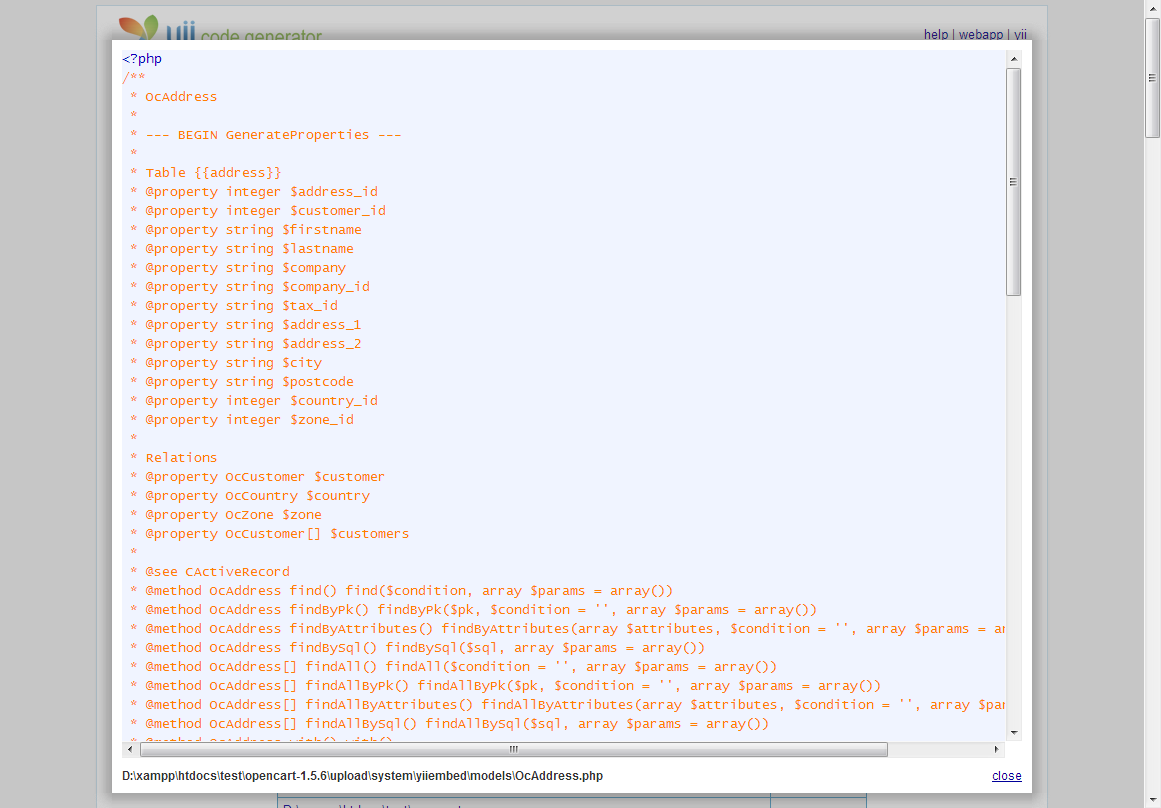 yii code generator
help | webapp | yii
<?php
/**
* OcAddress
*
* --- BEGIN GenerateProperties ---
*
* Table {{address}}
* @property integer $address_id
* @property integer $customer_id
* @property string $firstname
* @property string $lastname
* @property string $company
* @property string $company_id
* @property string $tax_id
* @property string $address_1
* @property string $address_2
* @property string $city
* @property string $postcode
* @property integer $country_id
* @property integer $zone_id
*
* Relations
* @property OcCustomer $customer
* @property OcCountry $country
* @property OcZone $zone
* @property OcCustomer[] $customers
*
* @see CActiveRecord
* @method OcAddress find() find($condition, array $params = array())
* @method OcAddress findByPk() findByPk($pk, $condition = '', array $params = array())
* @method OcAddress findByAttributes() findByAttributes(array $attributes, $condition = '', array $params = ar
* @method OcAddress findBySql() findBySql($sql, array $params = array())
* @method OcAddress[] findAll() findAll($condition = '', array $params = array())
* @method OcAddress[] findAllByPk() findAllByPk($pk, $condition = '', array $params = array())
* @method OcAddress[] findAllByAttributes() findAllByAttributes(array $attributes, $condition = '', array $par
* @method OcAddress[] findAllBySql() findAllBySql($sql, array $params = array())
* @method OcAddress with() with()
D:\xampp\htdocs\test\opencart-1.5.6\upload\system\yiiembed\models\OcAddress.php
close